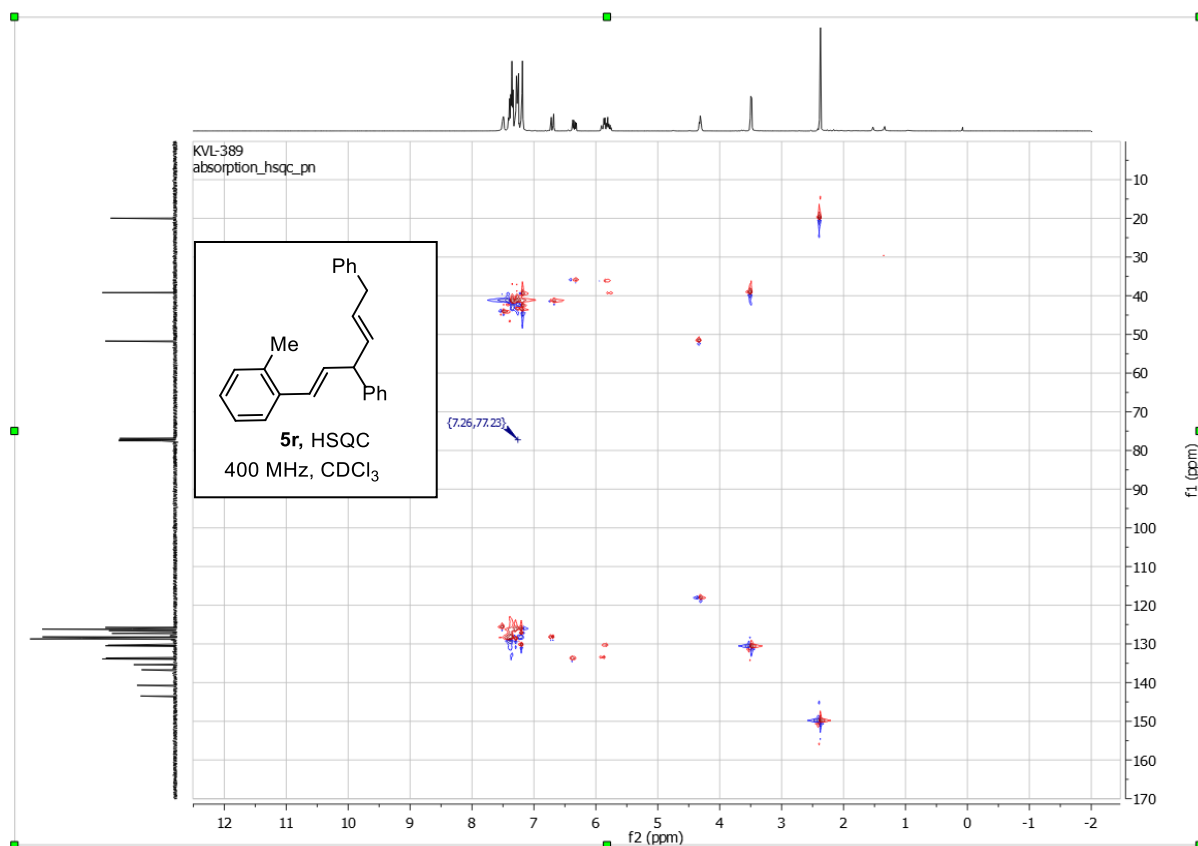 KVL-389
absorption_hsqc_pn
Ph
Me
Ph
5r, HSQC
400 MHz, CDCl₃
{7.26,77.23}
10
20
30
40
50
60
70
80
90
100
110
120
130
140
150
160
170
f1 (ppm)
12 11 10 9 8 7 6 5 4 3 2 1 0 -1 -2
f2 (ppm)